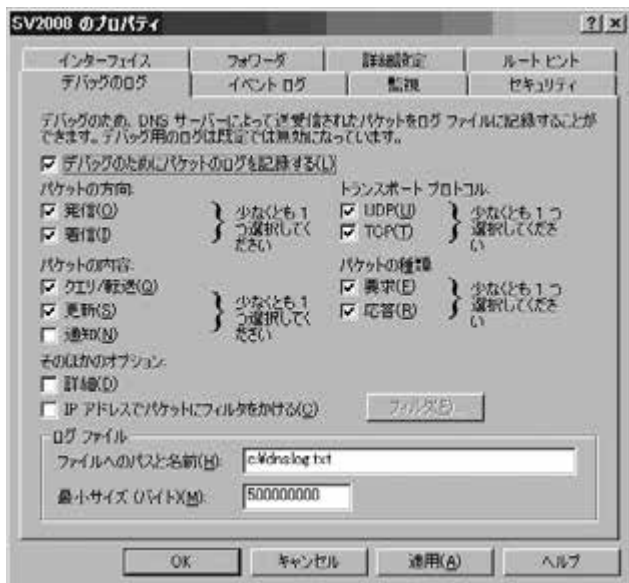 SV2008 のプロパティ
インターフェイス
フォワーダ
詳細設定
ルート ヒント
デバッグのログ
イベント ログ
監視
セキュリティ
デバッグのため、DNS サーバーによって送受信されたパケットをログ ファイルに記録することが
できます。デバッグ用のログは既定では無効になっています。
デバッグのためにパケットのログを記録する(L)
パケットの方向:
発信(O)
着信(I)
少なくとも 1
つ選択してく
ださい
トランスポート プロトコル:
UDP(U)
TCP(T)
少なくとも 1 つ
選択してくださ
い
パケットの内容:
クエリ/転送(Q)
更新(S)
通知(N)
少なくとも 1
つ選択してく
ださい
パケットの種類:
要求(E)
応答(R)
少なくとも 1 つ
選択してくださ
い
そのほかのオプション:
詳細(D)
IP アドレスでパケットにフィルタをかける(C)
フィルタ(F)...
ログ ファイル
ファイルへのパスと名前(H):
c:¥dnslog.txt
最小サイズ (バイト)(M):
500000000
OK
キャンセル
適用(A)
ヘルプ